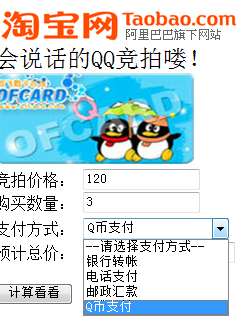 淘宝网 Taobao.com
阿里巴巴旗下网站
会说话的QQ竞拍喽！
OFCARD
OFCARD
竞拍价格： 120
购买数量： 3
支付方式： Q币支付
--请选择支付方式--
预计总价：
银行转帐
电话支付
邮政汇款
计算看看
Q币支付